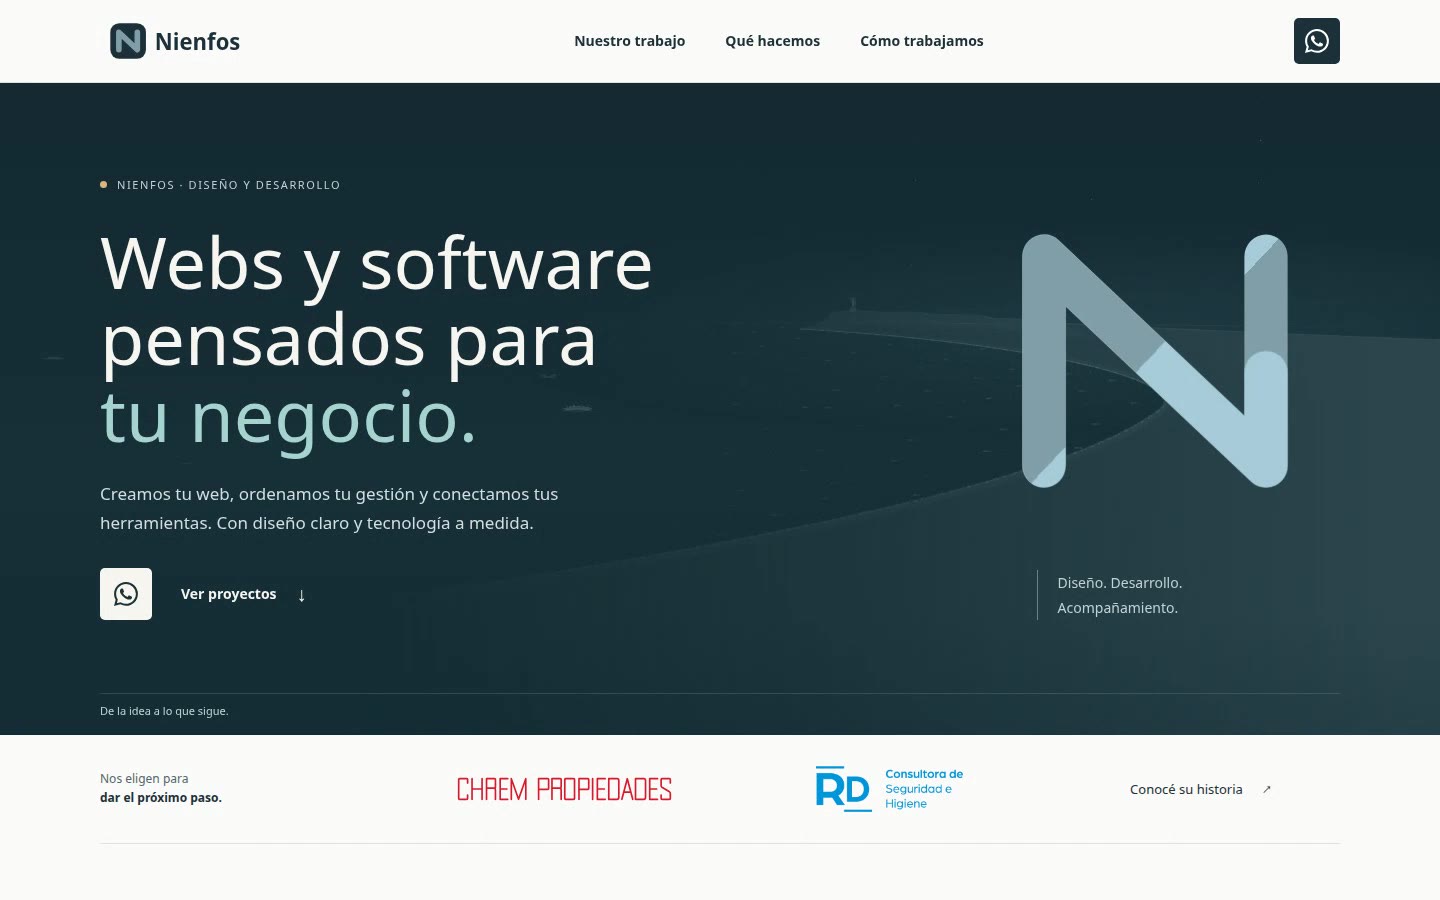 Nienfos
Nuestro trabajo
Qué hacemos
Cómo trabajamos
NIENFOS · DISEÑO Y DESARROLLO
Webs y software
pensados para
tu negocio.
Creamos tu web, ordenamos tu gestión y conectamos tus
herramientas. Con diseño claro y tecnología a medida.
Ver proyectos ↓
Diseño. Desarrollo.
Acompañamiento.
De la idea a lo que sigue.
Nos eligen para
dar el próximo paso.
CHREM PROPIEDADES
RD
Consultora de
Seguridad e
Higiene
Conocé su historia ↗